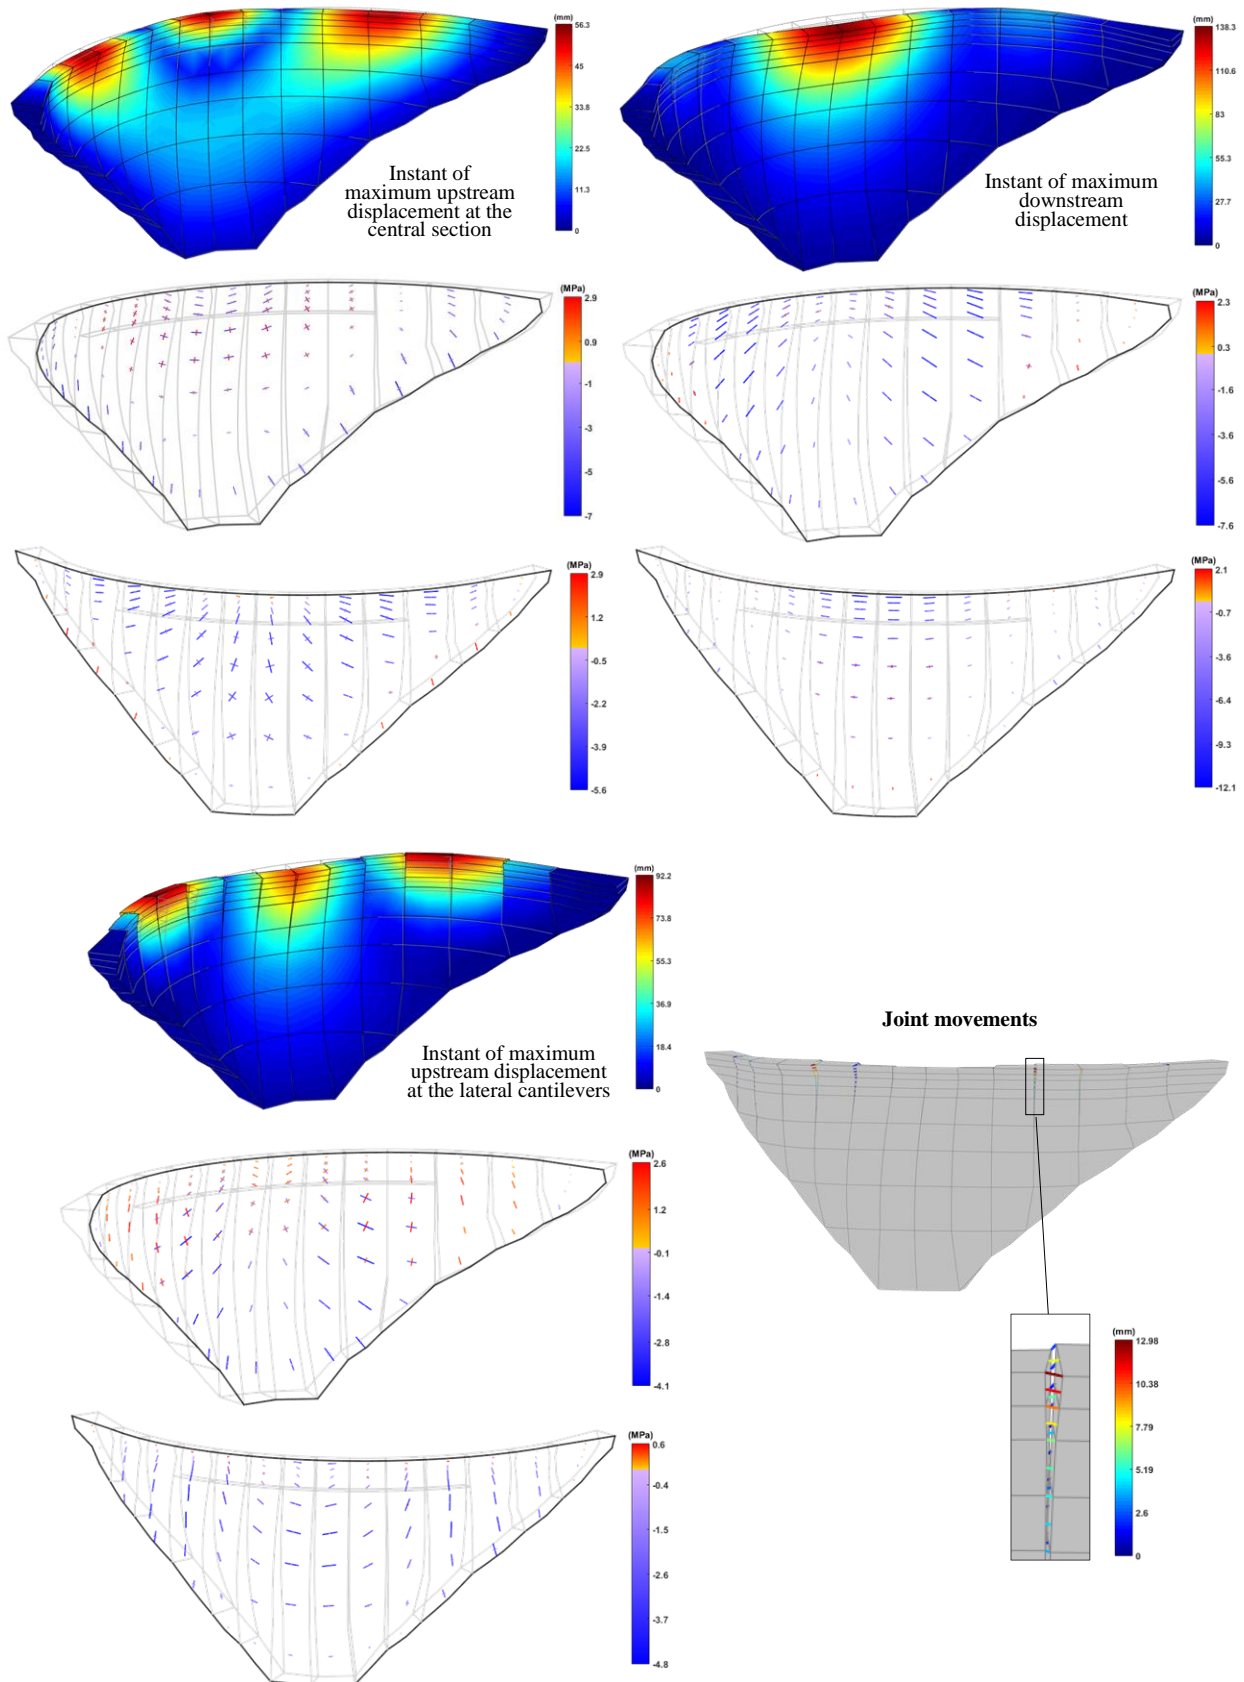 (mm)
56.3
45
33.8
22.5
11.3
0
Instant of
maximum upstream
displacement at the
central section
(mm)
138.3
110.6
83
55.3
27.7
0
Instant of maximum
downstream
displacement
(MPa)
2.9
0.9
-1
-3
-5
-7
(MPa)
2.3
0.3
-1.6
-3.6
-5.6
-7.6
(MPa)
2.9
1.2
-0.5
-2.2
-3.9
-5.6
(MPa)
2.1
-0.7
-3.6
-6.4
-9.3
-12.1
(mm)
92.2
73.8
55.3
36.9
18.4
0
Instant of maximum
upstream displacement
at the lateral cantilevers
Joint movements
(MPa)
2.6
1.2
-0.1
-1.4
-2.8
-4.1
(mm)
12.98
10.38
7.79
5.19
2.6
0
(MPa)
0.6
-0.4
-1.5
-2.6
-3.7
-4.8